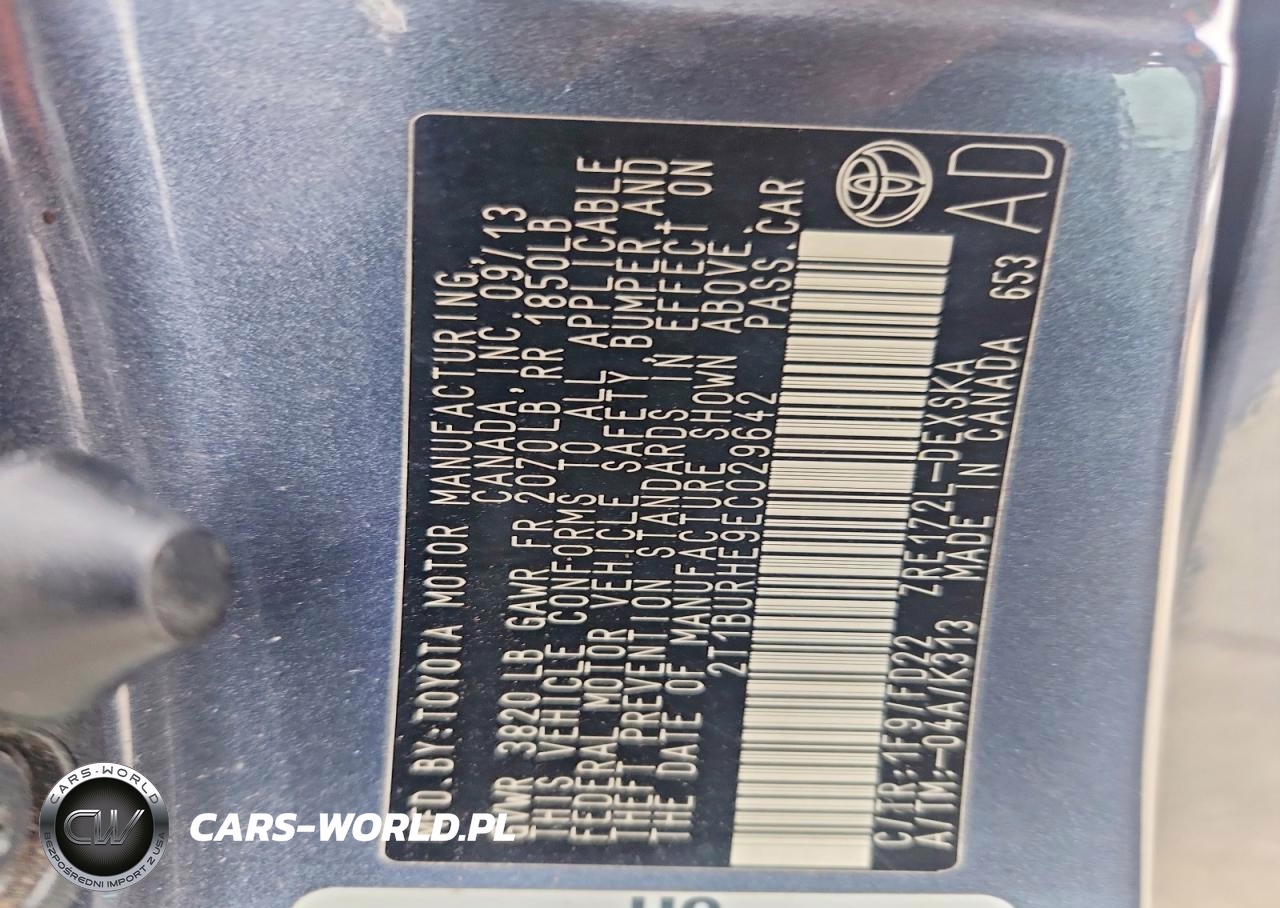 MFD.BY:TOYOTA MOTOR MANUFACTURING,
CANADA, INC. 09/13
GVWR 3820 LB GAWR FR 2070LB, RR 1850LB
THIS VEHICLE CONFORMS TO ALL APPLICABLE
FEDERAL MOTOR VEHICLE SAFETY, BUMPER, AND
THEFT PREVENTION STANDARDS IN EFFECT ON
THE DATE OF MANUFACTURE SHOWN ABOVE.
2T1BURHE9EC029642 PASS.CAR
C/TR:1F9/FD22 ZRE172L-DEXSKA
A/TM:-04A/K313 MADE IN CANADA 653
AD
CARS-WORLD
CW
BEZPOŚREDNI IMPORT Z USA
CARS-WORLD.PL